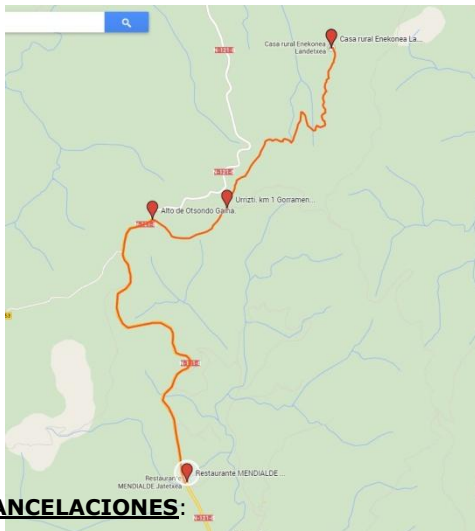 Casa rural Enekonea
Landetxea
Casa rural Enekonea La...
Urrizti. km 1 Gorramen...
Alto de Otsondo Gaina
Restaurante
MENDIALDE Jatetxea
Restaurante MENDIALDE ...
ANCELACIONES: